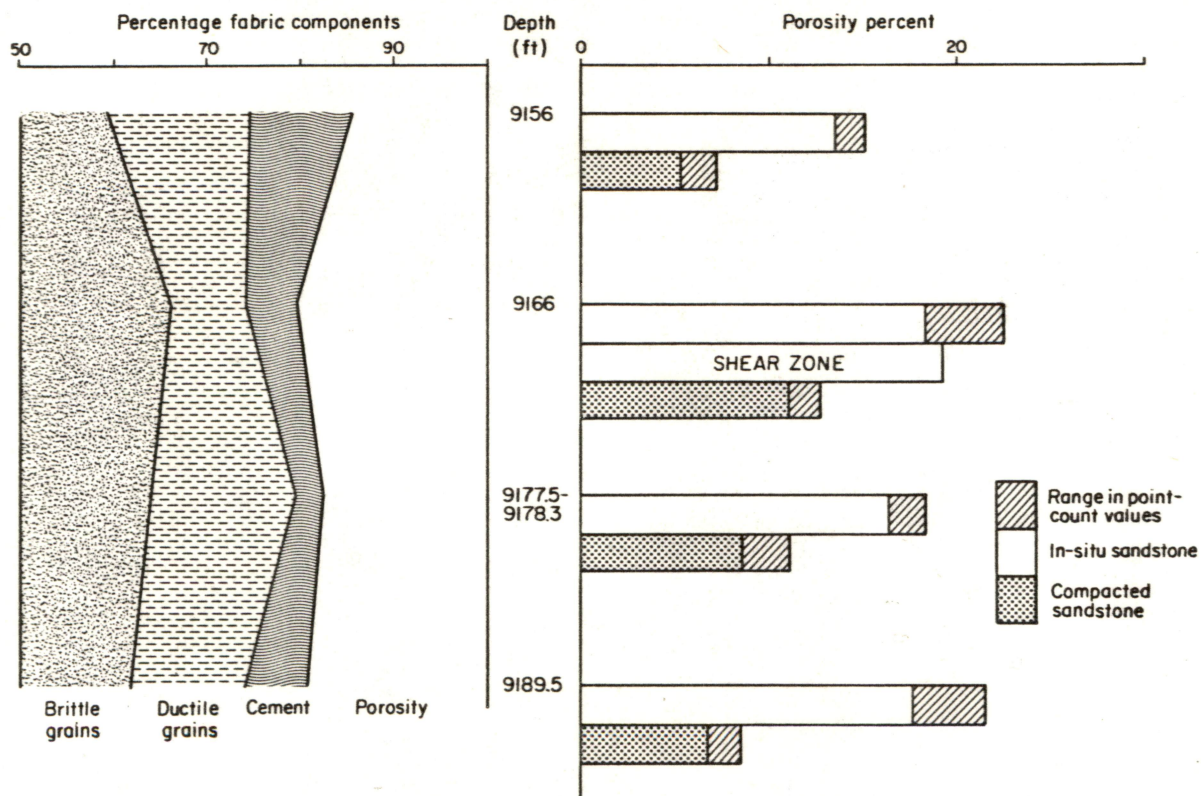 Percentage fabric components
50
70
90
Depth
(ft)
Porosity percent
0
20
9156
9166
SHEAR ZONE
9177.5-
9178.3
9189.5
Range in point-
count values
In-situ sandstone
Compacted
sandstone
Brittle
grains
Ductile
grains
Cement
Porosity